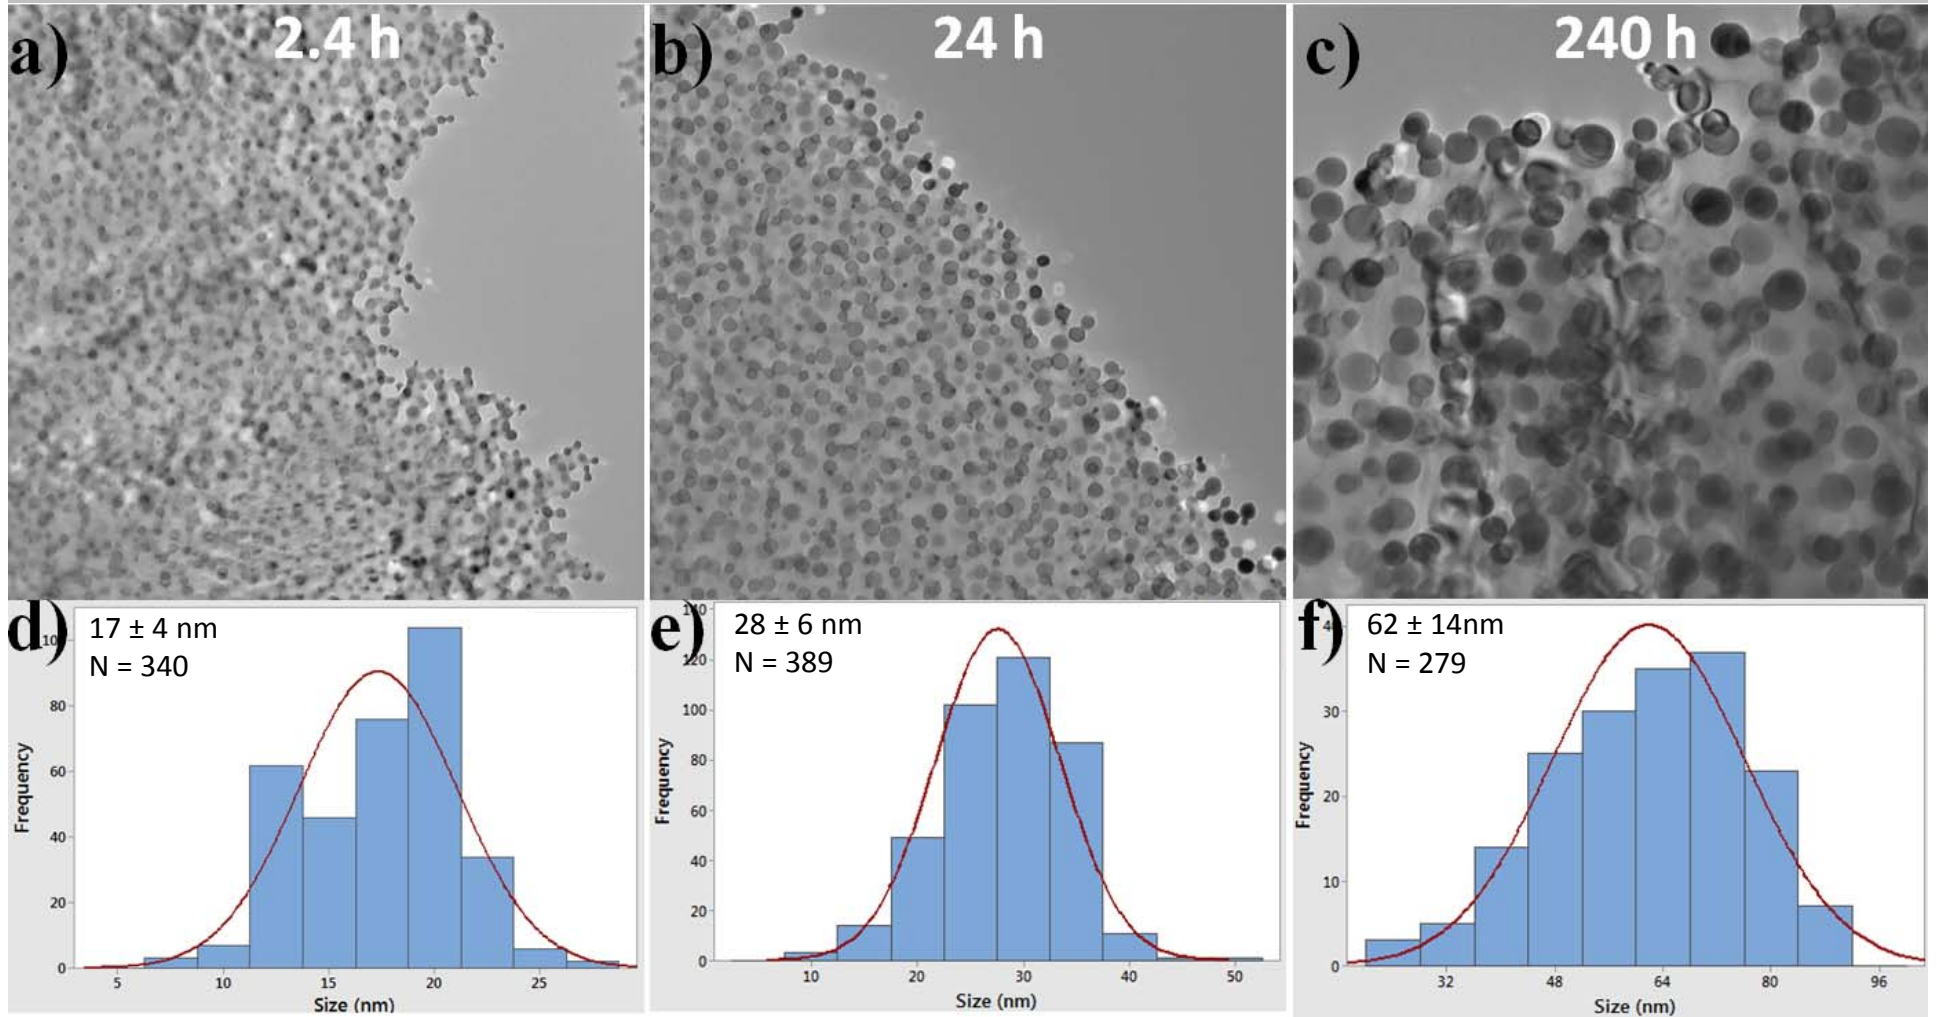 a) 2.4 h
b) 24 h
c) 240 h
d) 17 ± 4 nm
N = 340
80
60
40
20
0
5 10 15 20 25
Frequency
Size (nm)
e) 28 ± 6 nm
N = 389
140
120
100
80
60
40
20
0
10 20 30 40 50
Frequency
Size (nm)
f) 62 ± 14nm
N = 279
30
20
10
0
32 48 64 80 96
Frequency
Size (nm)